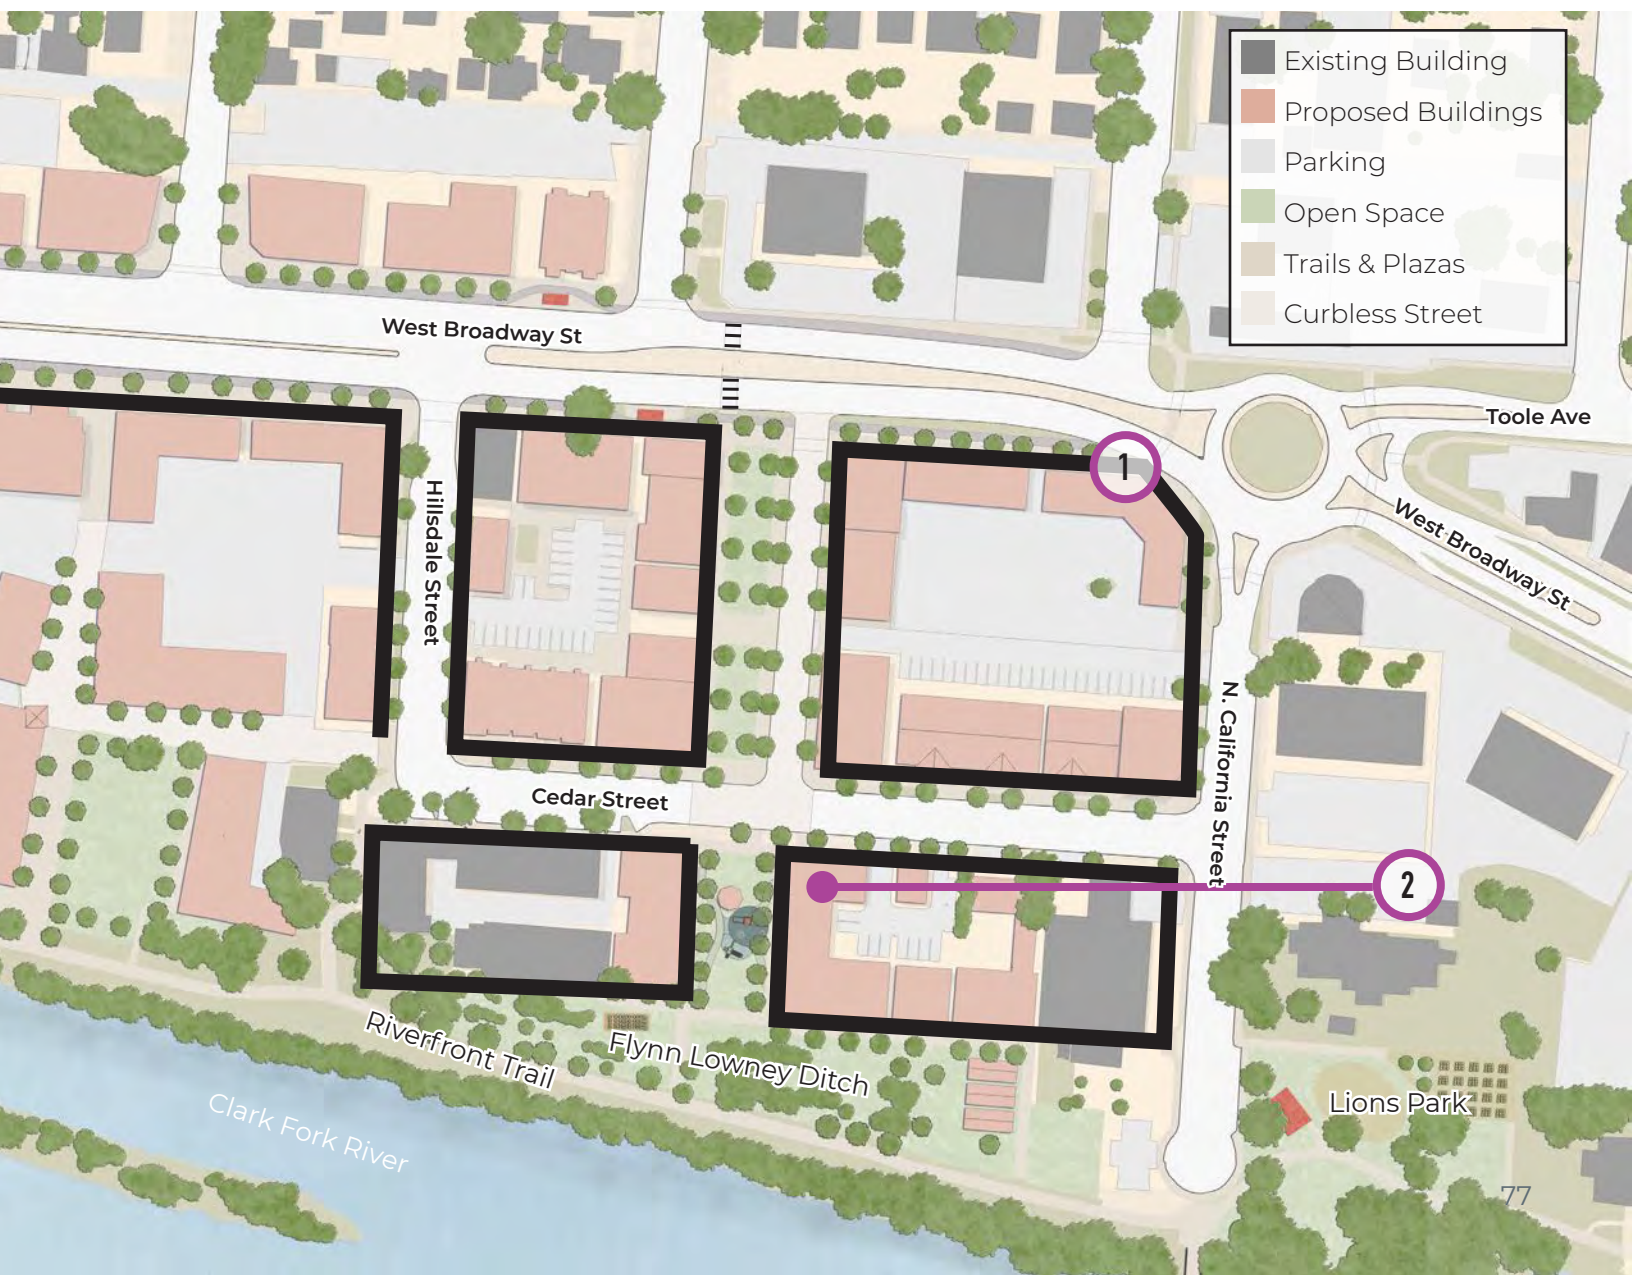 Existing Building
Proposed Buildings
Parking
Open Space
Trails & Plazas
Curbless Street
West Broadway St
Toole Ave
1
Hillsdale Street
West Broadway St
N. California Street
Cedar Street
2
Riverfront Trail
Flynn Lowney Ditch
Clark Fork River
Lions Park
77